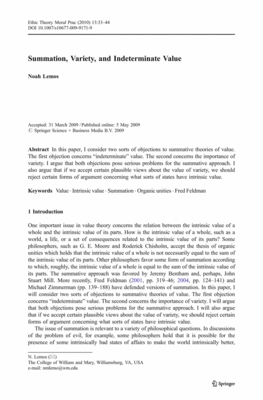 Ethic Theory Moral Prac (2010) 13:33–44
DOI 10.1007/s10677-009-9171-9
Summation, Variety, and Indeterminate Value
Noah Lemos
Accepted: 31 March 2009 / Published online: 5 May 2009
© Springer Science + Business Media B.V. 2009
Abstract In this paper, I consider two sorts of objections to summative theories of value.
The first objection concerns "indeterminate" value. The second concerns the importance of
variety. I argue that both objections pose serious problems for the summative approach. I
also argue that if we accept certain plausible views about the value of variety, we should
reject certain forms of argument concerning what sorts of states have intrinsic value.
Keywords Value · Intrinsic value · Summation · Organic unities · Fred Feldman
1 Introduction
One important issue in value theory concerns the relation between the intrinsic value of a
whole and the intrinsic value of its parts. How is the intrinsic value of a whole, such as a
world, a life, or a set of consequences related to the intrinsic value of its parts? Some
philosophers, such as G. E. Moore and Roderick Chisholm, accept the thesis of organic
unities which holds that the intrinsic value of a whole is not necessarily equal to the sum of
the intrinsic value of its parts. Other philosophers favor some form of summation according
to which, roughly, the intrinsic value of a whole is equal to the sum of the intrinsic value of
its parts. The summative approach was favored by Jeremy Bentham and, perhaps, John
Stuart Mill. More recently, Fred Feldman (2001, pp. 319–46; 2004, pp. 124–141) and
Michael Zimmerman (pp. 139–188) have defended versions of summation. In this paper, I
will consider two sorts of objections to summative theories of value. The first objection
concerns "indeterminate" value. The second concerns the importance of variety. I will argue
that both objections pose serious problems for the summative approach. I will also argue
that if we accept certain plausible views about the value of variety, we should reject certain
forms of argument concerning what sorts of states have intrinsic value.
The issue of summation is relevant to a variety of philosophical questions. In discussions
of the problem of evil, for example, some philosophers hold that it is possible for the
presence of some intrinsically bad states of affairs to make the world intrinsically better,
N. Lemos
The College of William and Mary, Williamsburg, VA, USA
e-mail: nmlemo@wm.edu
Springer